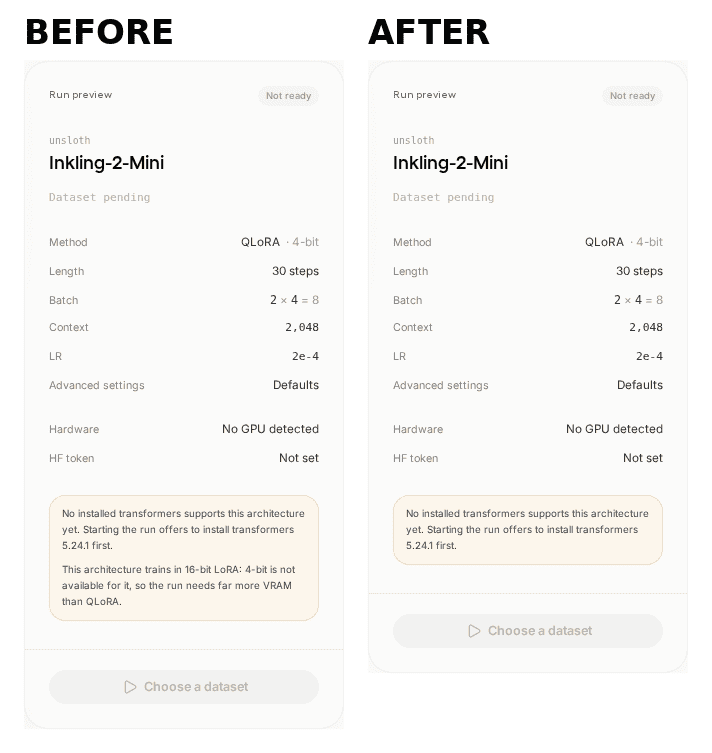 BEFORE
Run preview
Not ready
unsloth
Inkling-2-Mini
Dataset pending
Method QLoRA · 4-bit
Length 30 steps
Batch 2 × 4 = 8
Context 2,048
LR 2e-4
Advanced settings Defaults
Hardware No GPU detected
HF token Not set
No installed transformers supports this architecture
yet. Starting the run offers to install transformers
5.24.1 first.
This architecture trains in 16-bit LoRA: 4-bit is not
available for it, so the run needs far more VRAM
than QLoRA.
Choose a dataset
AFTER
Run preview
Not ready
unsloth
Inkling-2-Mini
Dataset pending
Method QLoRA · 4-bit
Length 30 steps
Batch 2 × 4 = 8
Context 2,048
LR 2e-4
Advanced settings Defaults
Hardware No GPU detected
HF token Not set
No installed transformers supports this architecture
yet. Starting the run offers to install transformers
5.24.1 first.
Choose a dataset